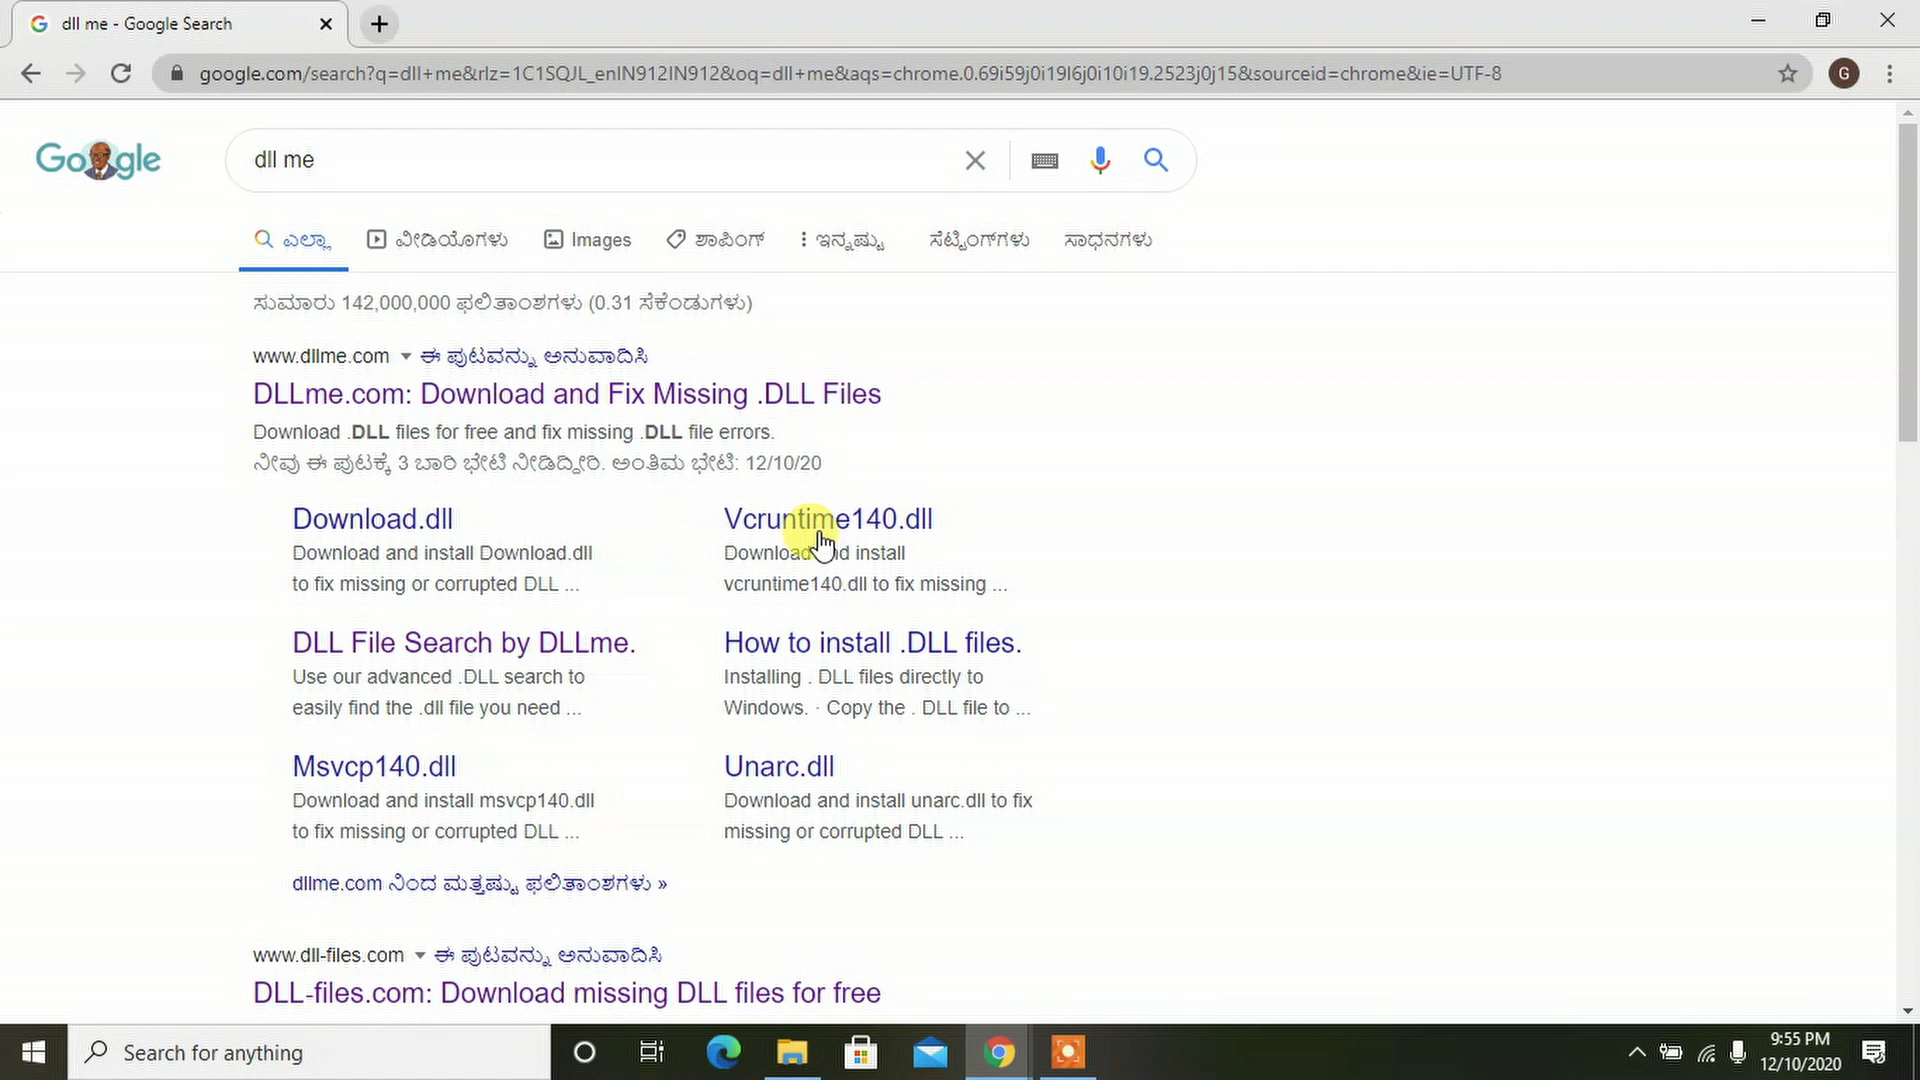 dll me - Google Search
google.com/search?q=dll+me&rlz=1C1SQJL_enIN912IN912&oq=dll+me&aqs=chrome.0.69i59j0i19l6j0i10i19.2523j0j15&sourceid=chrome&ie=UTF-8
G
Google
dll me
ಎಲ್ಲಾ ವೀಡಿಯೊಗಳು Images ಶಾಪಿಂಗ್ ಇನ್ನಷ್ಟು ಸೆಟ್ಟಿಂಗ್‌ಗಳು ಸಾಧನಗಳು
ಸುಮಾರು 142,000,000 ಫಲಿತಾಂಶಗಳು (0.31 ಸೆಕೆಂಡುಗಳು)
www.dllme.com ಈ ಪುಟವನ್ನು ಅನುವಾದಿಸಿ
DLLme.com: Download and Fix Missing .DLL Files
Download .DLL files for free and fix missing .DLL file errors.
ನೀವು ಈ ಪುಟಕ್ಕೆ 3 ಬಾರಿ ಭೇಟಿ ನೀಡಿದ್ದೀರಿ. ಅಂತಿಮ ಭೇಟಿ: 12/10/20
Download.dll
Download and install Download.dll
to fix missing or corrupted DLL ...
Vcruntime140.dll
Download and install
vcruntime140.dll to fix missing ...
DLL File Search by DLLme.
Use our advanced .DLL search to
easily find the .dll file you need ...
How to install .DLL files.
Installing . DLL files directly to
Windows. · Copy the . DLL file to ...
Msvcp140.dll
Download and install msvcp140.dll
to fix missing or corrupted DLL ...
Unarc.dll
Download and install unarc.dll to fix
missing or corrupted DLL ...
dllme.com ನಿಂದ ಮತ್ತಷ್ಟು ಫಲಿತಾಂಶಗಳು »
www.dll-files.com ಈ ಪುಟವನ್ನು ಅನುವಾದಿಸಿ
DLL-files.com: Download missing DLL files for free
Search for anything
9:55 PM
12/10/2020